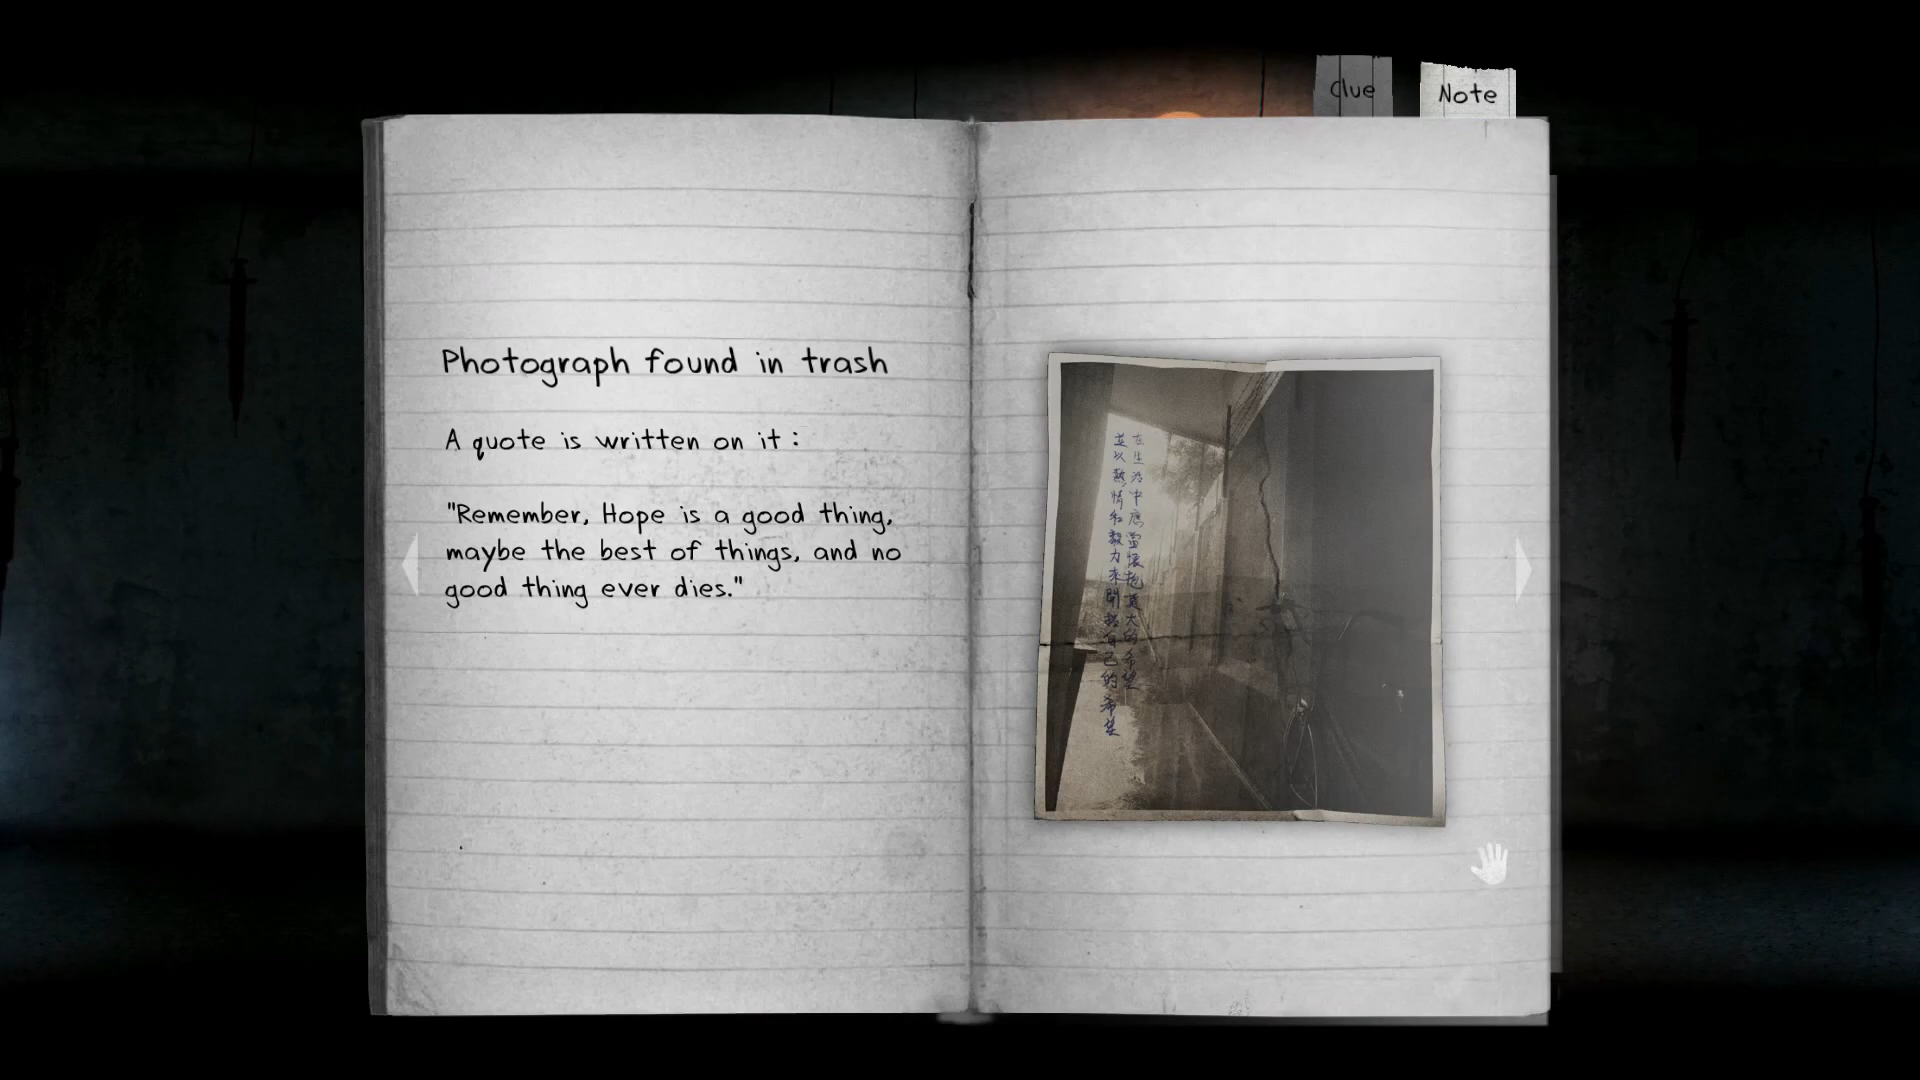 Clue
Note
Photograph found in trash
A quote is written on it :
"Remember, Hope is a good thing,
maybe the best of things, and no
good thing ever dies."
在生活中應當懷抱遠大的希望
並以熱情和毅力來開拓自己的希望